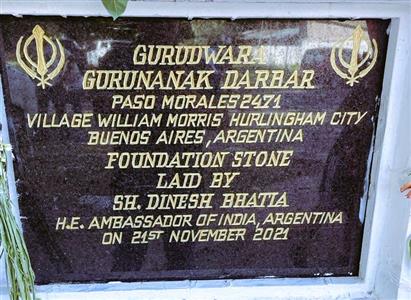 GURUDWARA
GURUNANAK DARBAR
PASO MORALES 2471
VILLAGE WILLIAM MORRIS HURLINGHAM CITY
BUENOS AIRES, ARGENTINA
FOUNDATION STONE
LAID BY
SH. DINESH BHATIA
H.E. AMBASSADOR OF INDIA, ARGENTINA
ON 21ST NOVEMBER 2021